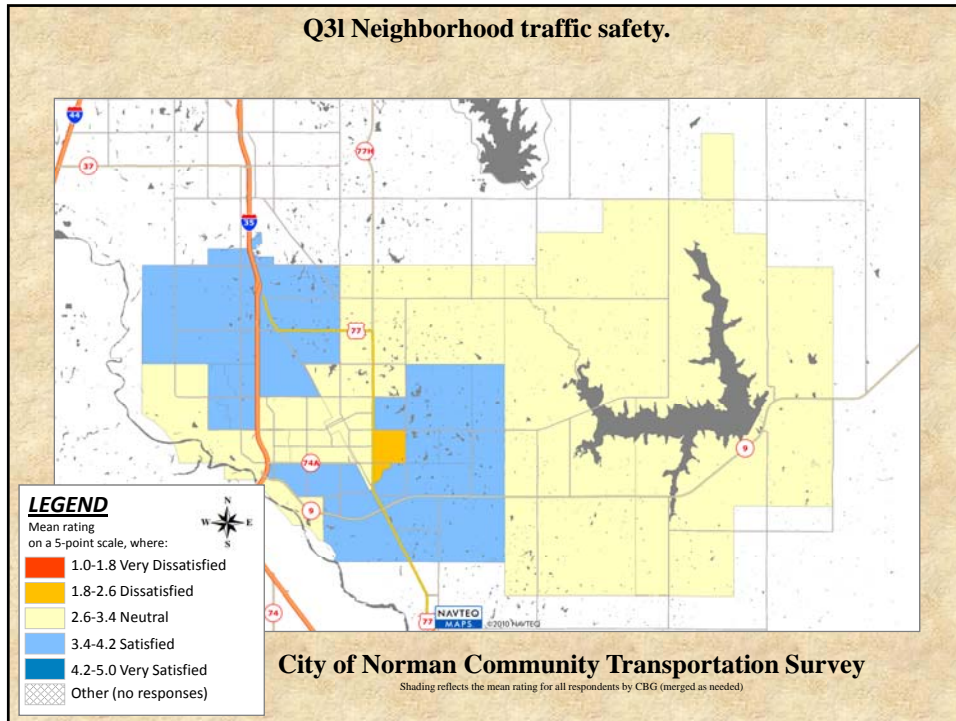 Q3l Neighborhood traffic safety.
44
37
77H
35
77
74A
9
9
74
77
NAVTEQ
MAPS
©2010 NAVTEQ
LEGEND
Mean rating
on a 5-point scale, where:
N
W E
S
1.0-1.8 Very Dissatisfied
1.8-2.6 Dissatisfied
2.6-3.4 Neutral
3.4-4.2 Satisfied
4.2-5.0 Very Satisfied
Other (no responses)
City of Norman Community Transportation Survey
Shading reflects the mean rating for all respondents by CBG (merged as needed)